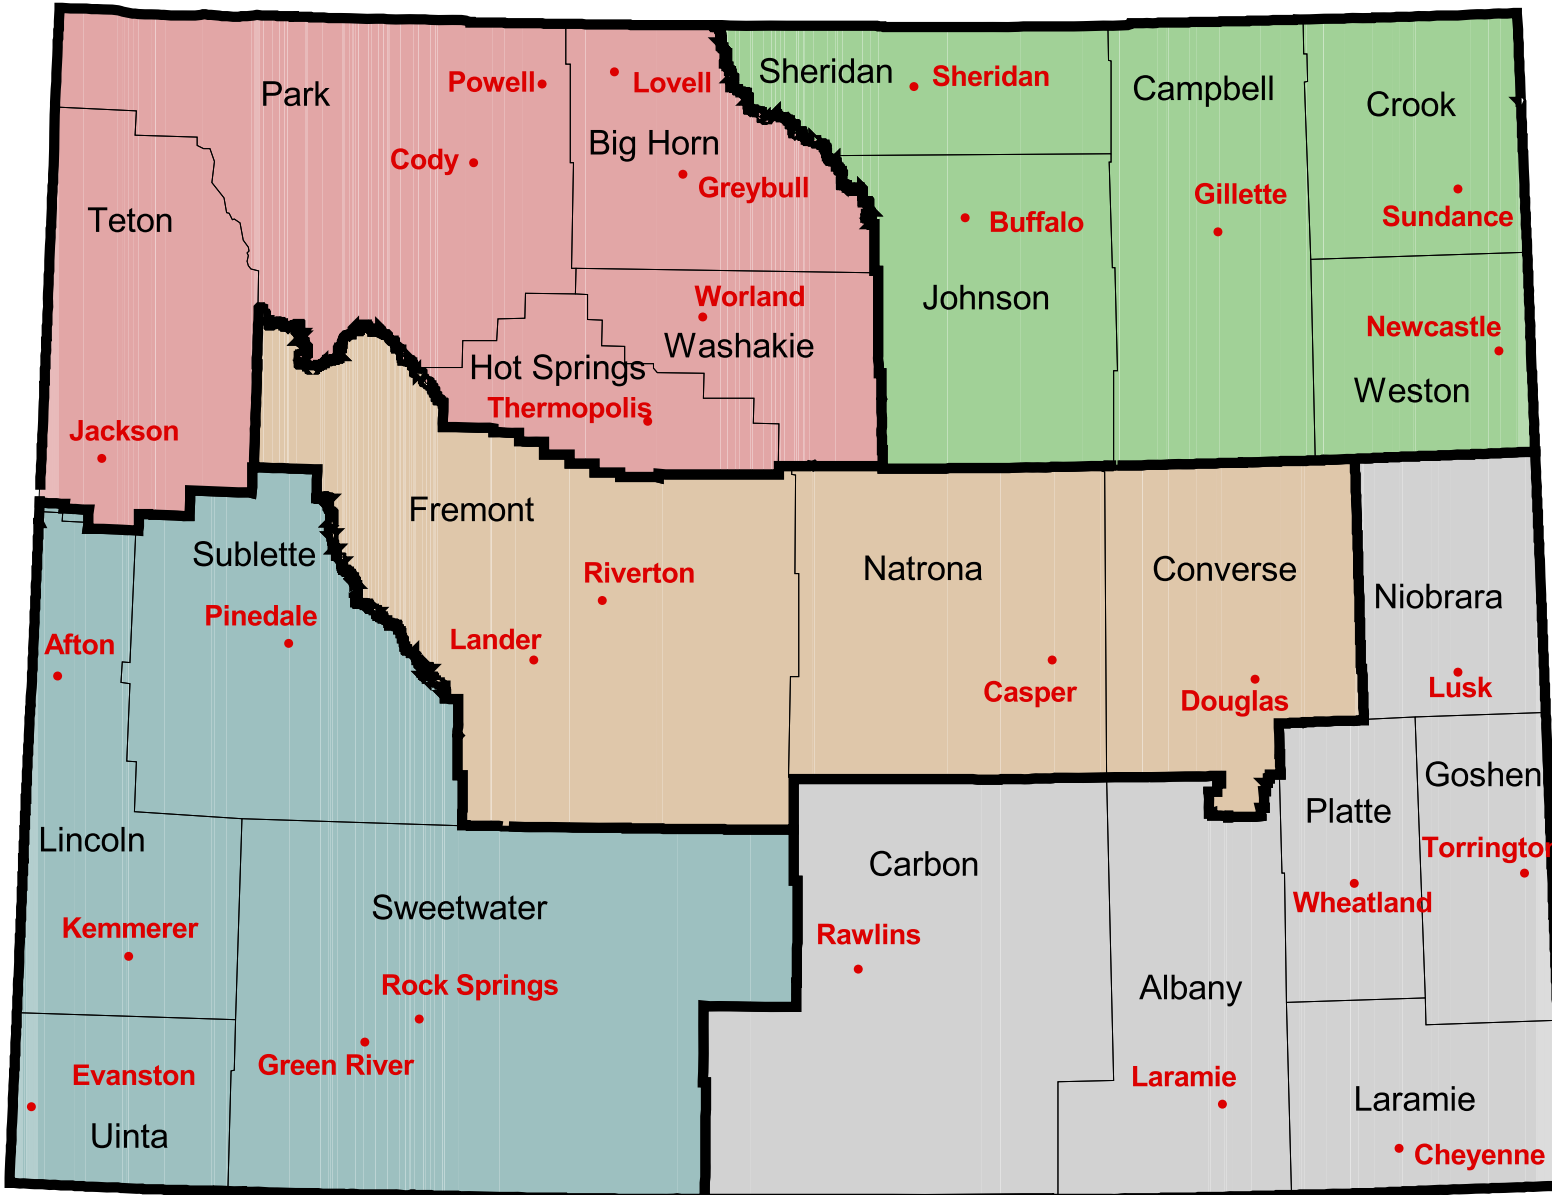 Park
Powell
Lovell
Sheridan
Sheridan
Campbell
Crook
Big Horn
Cody
Greybull
Teton
Buffalo
Gillette
Sundance
Johnson
Worland
Washakie
Newcastle
Hot Springs
Weston
Thermopolis
Jackson
Fremont
Sublette
Riverton
Natrona
Converse
Niobrara
Pinedale
Afton
Lander
Casper
Douglas
Lusk
Goshen
Platte
Lincoln
Torrington
Carbon
Wheatland
Sweetwater
Kemmerer
Rawlins
Rock Springs
Albany
Green River
Evanston
Laramie
Laramie
Uinta
Cheyenne